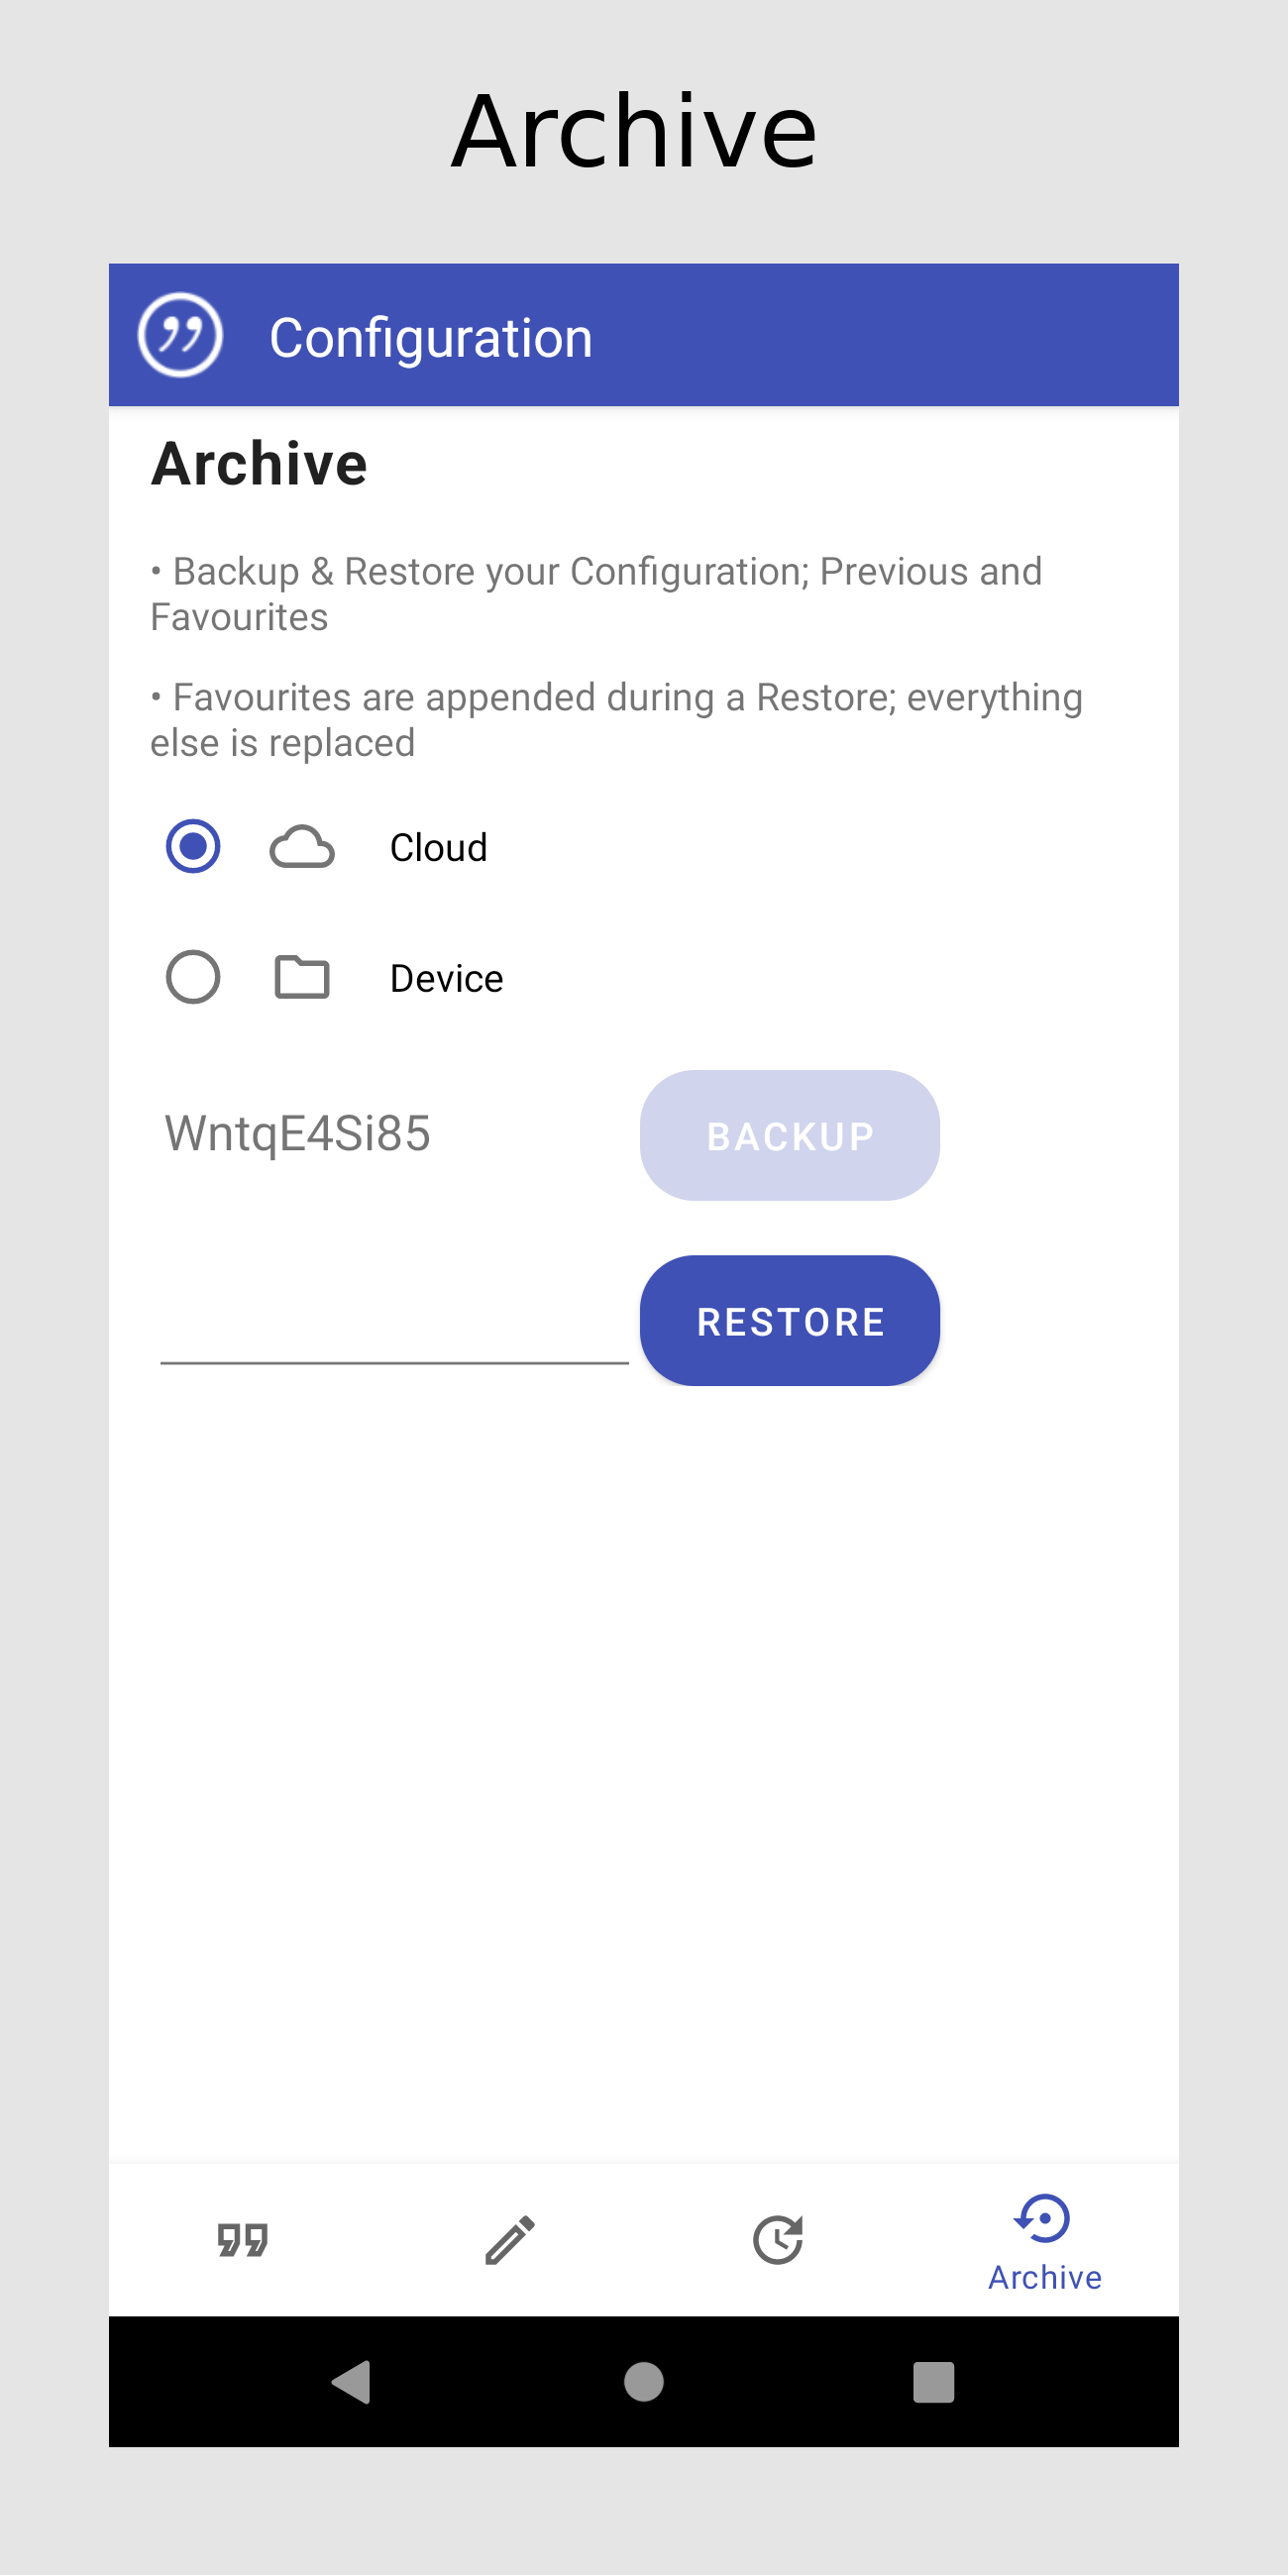 Archive
Configuration
Archive
• Backup & Restore your Configuration; Previous and
Favourites
• Favourites are appended during a Restore; everything
else is replaced
Cloud
Device
WntqE4Si85
BACKUP
RESTORE
Archive